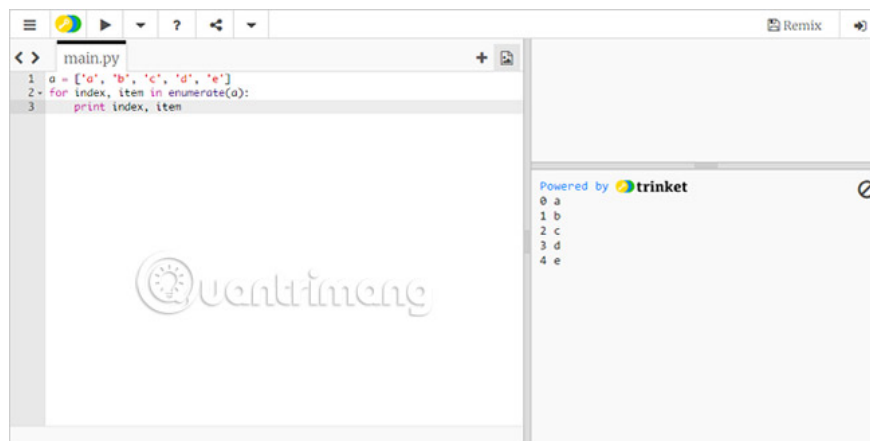 ?
Remix
main.py
1 a = ['a', 'b', 'c', 'd', 'e']
2 for index, item in enumerate(a):
3 print index, item
Powered by trinket
0 a
1 b
2 c
3 d
4 e
Quantrimang